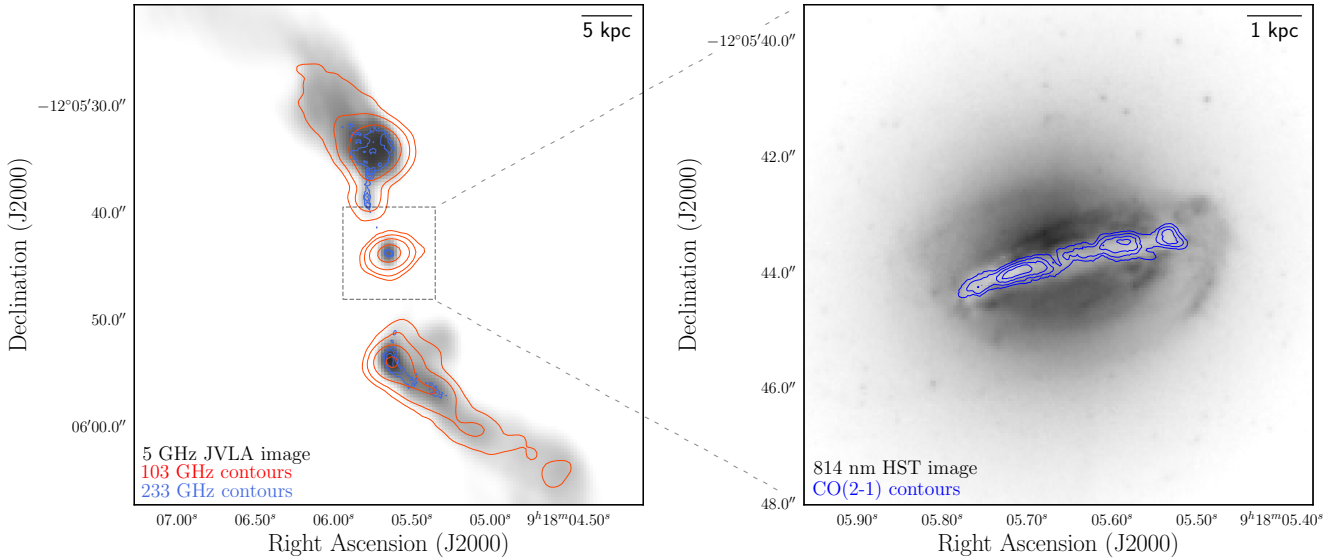 5 kpc
−12°05′30.0″
40.0″
50.0″
06′00.0″
Declination (J2000)
5 GHz JVLA image
103 GHz contours
233 GHz contours
07.00ˢ 06.50ˢ 06.00ˢ 05.50ˢ 05.00ˢ 9ʰ18ᵐ04.50ˢ
Right Ascension (J2000)
1 kpc
−12°05′40.0″
42.0″
44.0″
46.0″
48.0″
Declination (J2000)
814 nm HST image
CO(2-1) contours
05.90ˢ 05.80ˢ 05.70ˢ 05.60ˢ 05.50ˢ 9ʰ18ᵐ05.40ˢ
Right Ascension (J2000)